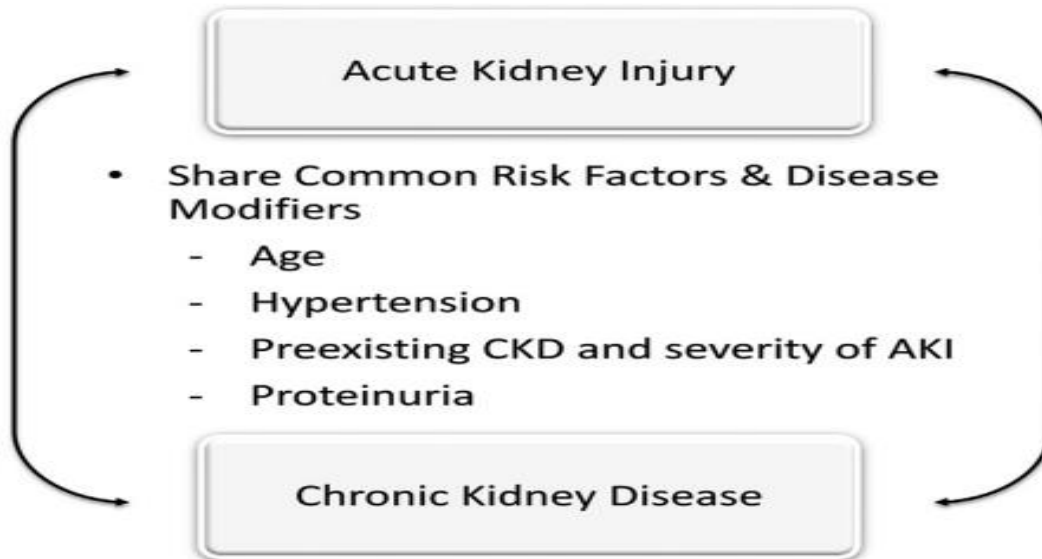 Acute Kidney Injury
• Share Common Risk Factors & Disease
Modifiers
- Age
- Hypertension
- Preexisting CKD and severity of AKI
- Proteinuria
Chronic Kidney Disease